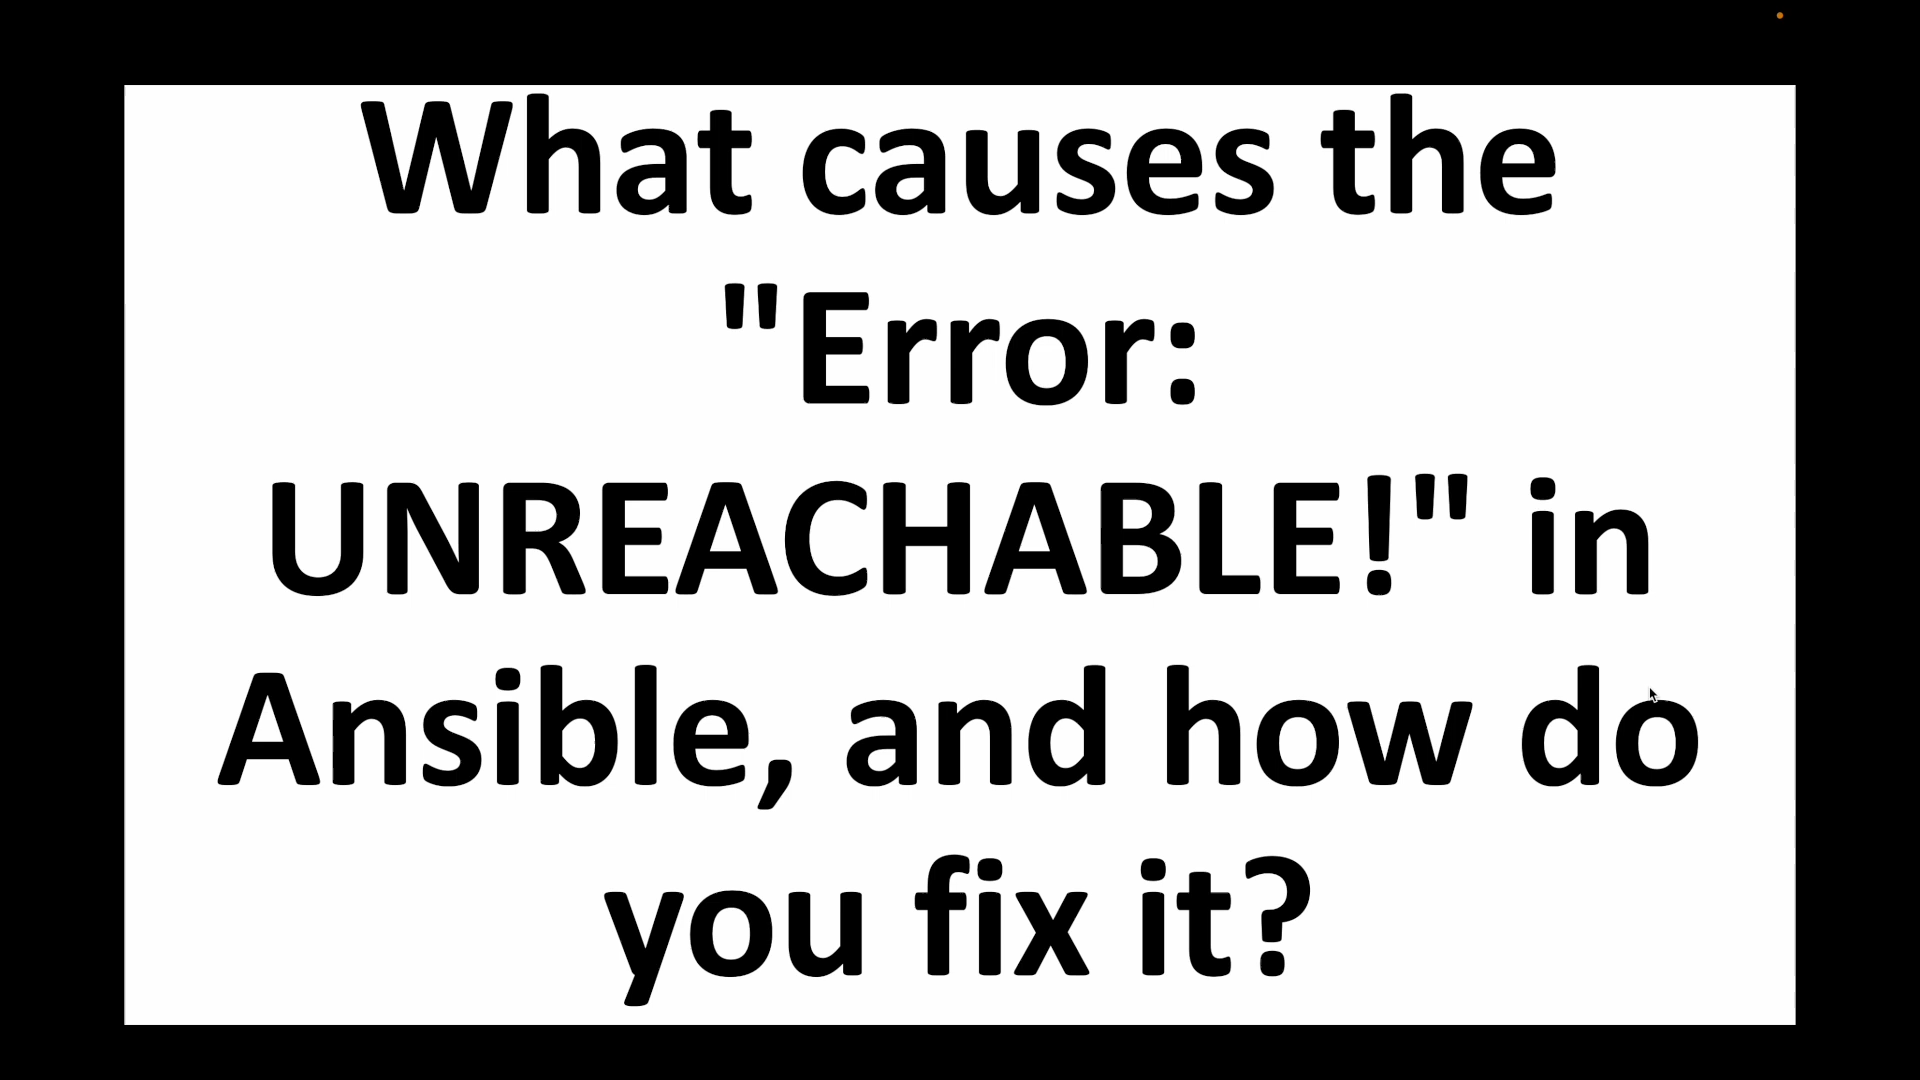 What causes the
"Error:
UNREACHABLE!" in
Ansible, and how do
you fix it?